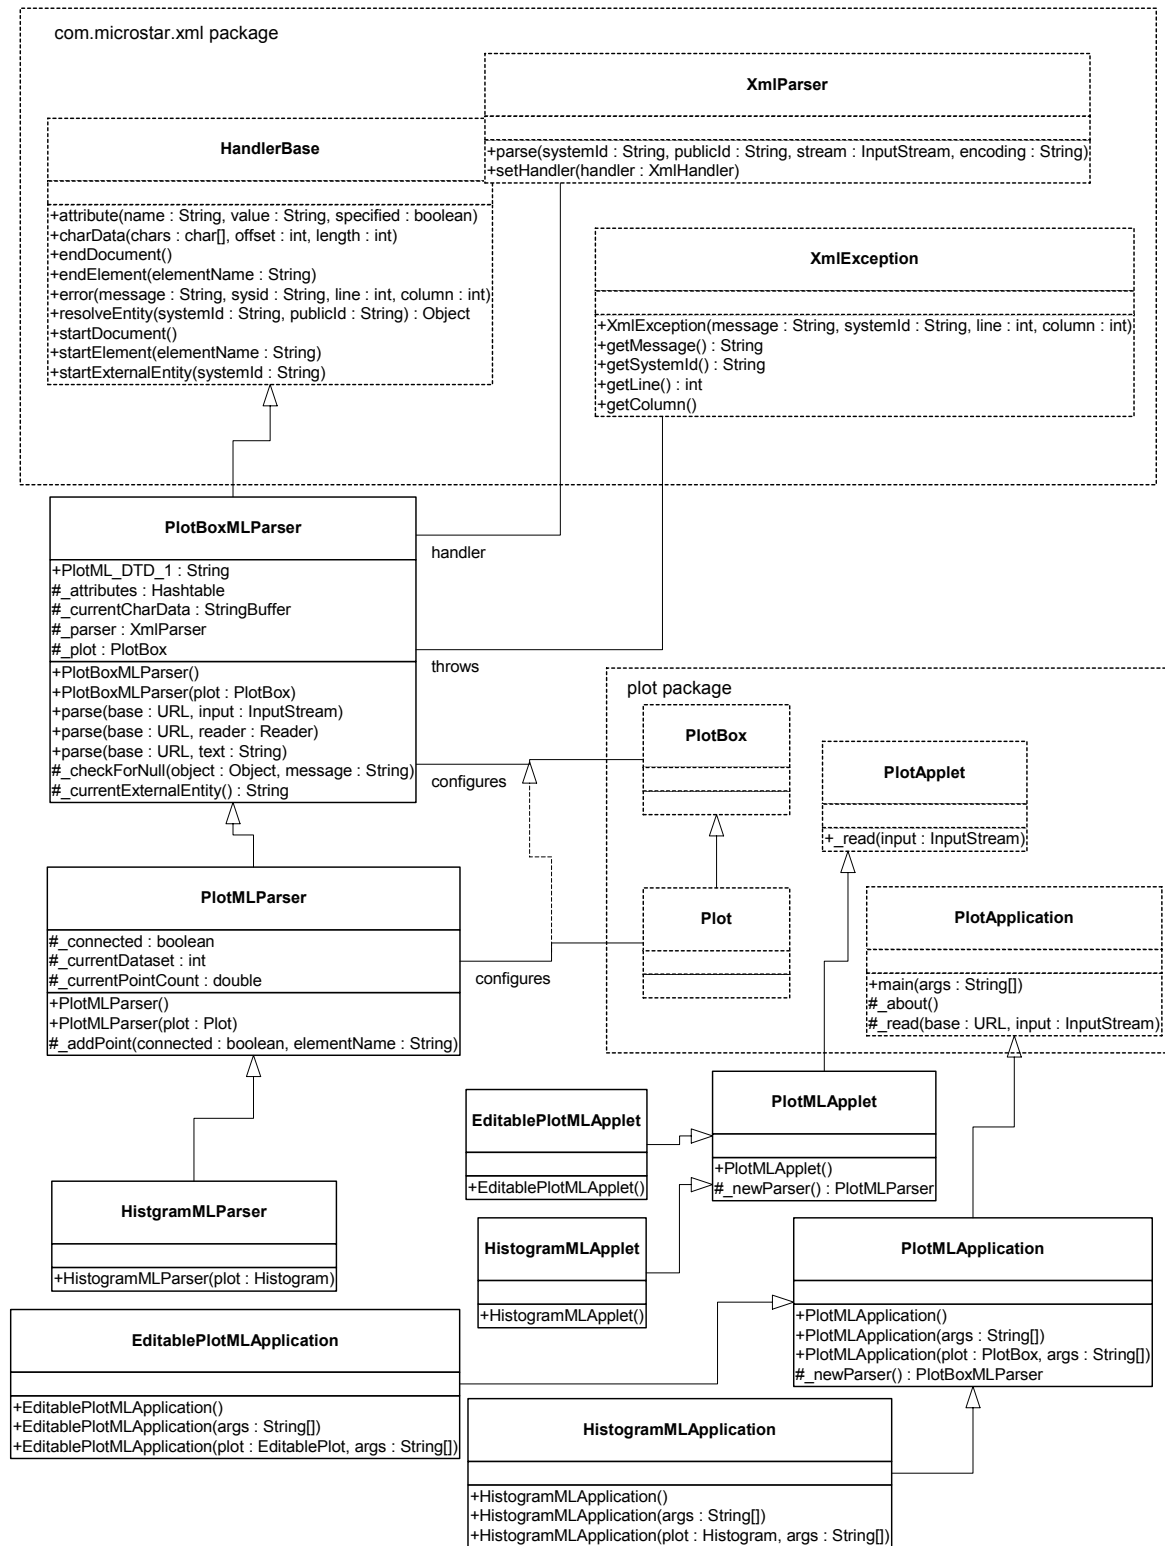 com.microstar.xml package
XmlParser
+parse(systemId : String, publicId : String, stream : InputStream, encoding : String)
+setHandler(handler : XmlHandler)
HandlerBase
+attribute(name : String, value : String, specified : boolean)
+charData(chars : char[], offset : int, length : int)
+endDocument()
+endElement(elementName : String)
+error(message : String, sysid : String, line : int, column : int)
+resolveEntity(systemId : String, publicId : String) : Object
+startDocument()
+startElement(elementName : String)
+startExternalEntity(systemId : String)
XmlException
+XmlException(message : String, systemId : String, line : int, column : int)
+getMessage() : String
+getSystemId() : String
+getLine() : int
+getColumn()
PlotBoxMLParser
+PlotML_DTD_1 : String
#_attributes : Hashtable
#_currentCharData : StringBuffer
#_parser : XmlParser
#_plot : PlotBox
+PlotBoxMLParser()
+PlotBoxMLParser(plot : PlotBox)
+parse(base : URL, input : InputStream)
+parse(base : URL, reader : Reader)
+parse(base : URL, text : String)
#_checkForNull(object : Object, message : String)
#_currentExternalEntity() : String
handler
throws
configures
plot package
PlotBox
PlotApplet
+_read(input : InputStream)
Plot
PlotApplication
+main(args : String[])
#_about()
#_read(base : URL, input : InputStream)
PlotMLParser
#_connected : boolean
#_currentDataset : int
#_currentPointCount : double
+PlotMLParser()
+PlotMLParser(plot : Plot)
#_addPoint(connected : boolean, elementName : String)
configures
EditablePlotMLApplet
+EditablePlotMLApplet()
PlotMLApplet
+PlotMLApplet()
#_newParser() : PlotMLParser
HistgramMLParser
+HistogramMLParser(plot : Histogram)
HistogramMLApplet
+HistogramMLApplet()
PlotMLApplication
+PlotMLApplication()
+PlotMLApplication(args : String[])
+PlotMLApplication(plot : PlotBox, args : String[])
#_newParser() : PlotBoxMLParser
EditablePlotMLApplication
+EditablePlotMLApplication()
+EditablePlotMLApplication(args : String[])
+EditablePlotMLApplication(plot : EditablePlot, args : String[])
HistogramMLApplication
+HistogramMLApplication()
+HistogramMLApplication(args : String[])
+HistogramMLApplication(plot : Histogram, args : String[])